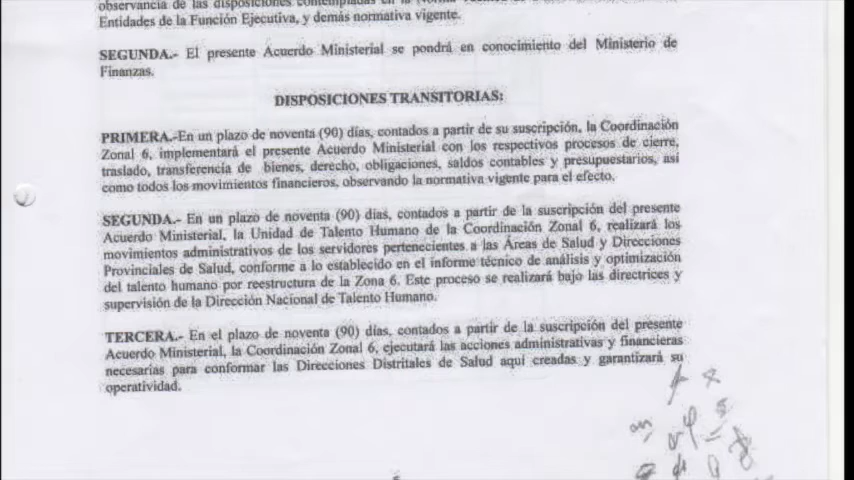 observancia de las disposiciones contempladas en la Norma
Entidades de la Función Ejecutiva, y demás normativa vigente.
SEGUNDA.- El presente Acuerdo Ministerial se pondrá en conocimiento del Ministerio de
Finanzas.
DISPOSICIONES TRANSITORIAS:
PRIMERA.-En un plazo de noventa (90) días, contados a partir de su suscripción, la Coordinación
Zonal 6, implementará el presente Acuerdo Ministerial con los respectivos procesos de cierre,
traslado, transferencia de bienes, derecho, obligaciones, saldos contables y presupuestarios, así
como todos los movimientos financieros, observando la normativa vigente para el efecto.
SEGUNDA.- En un plazo de noventa (90) días, contados a partir de la suscripción del presente
Acuerdo Ministerial, la Unidad de Talento Humano de la Coordinación Zonal 6, realizará los
movimientos administrativos de los servidores pertenecientes a las Áreas de Salud y Direcciones
Provinciales de Salud, conforme a lo establecido en el informe técnico de análisis y optimización
del talento humano por reestructura de la Zona 6. Este proceso se realizará bajo las directrices y
supervisión de la Dirección Nacional de Talento Humano.
TERCERA.- En el plazo de noventa (90) días, contados a partir de la suscripción del presente
Acuerdo Ministerial, la Coordinación Zonal 6, ejecutará las acciones administrativas y financieras
necesarias para conformar las Direcciones Distritales de Salud aquí creadas y garantizará su
operatividad.